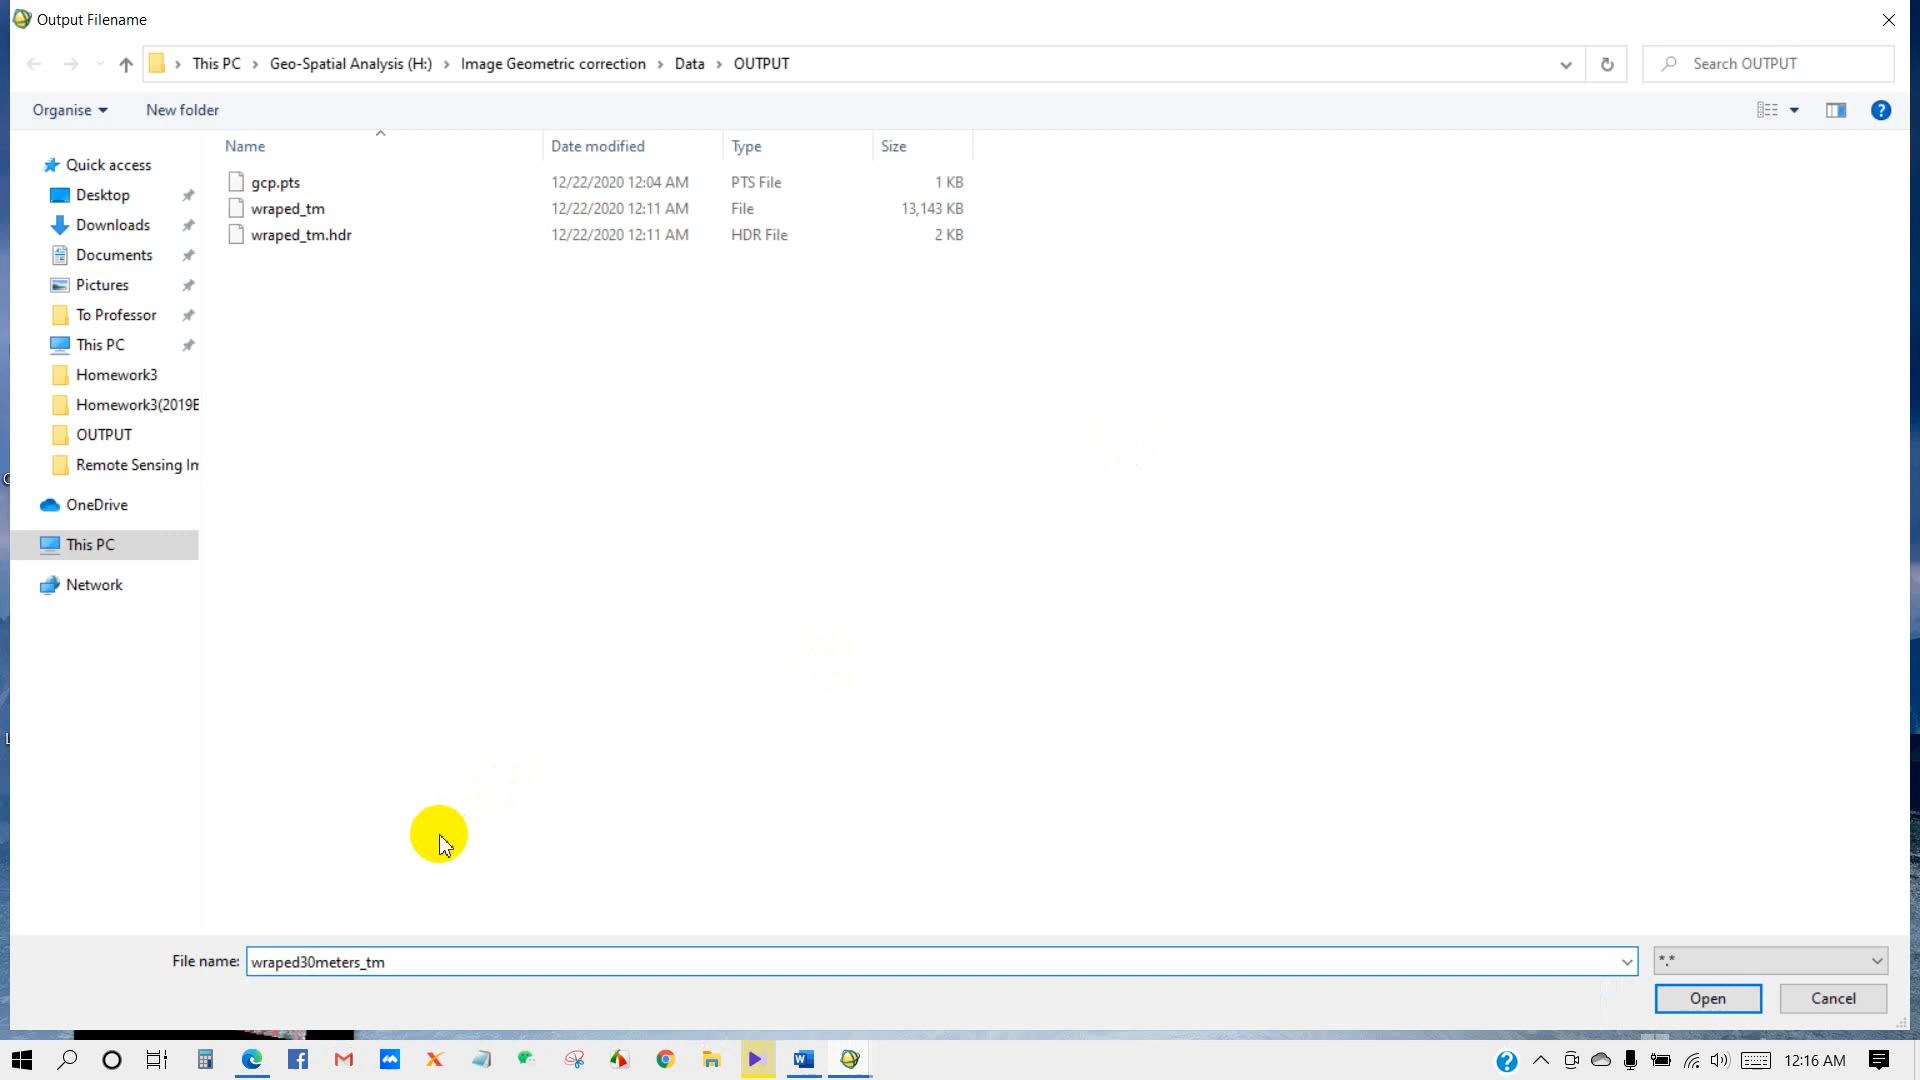 Output Filename
This PC > Geo-Spatial Analysis (H:) > Image Geometric correction > Data > OUTPUT
Search OUTPUT
Organise
New folder
Name
Date modified
Type
Size
gcp.pts 12/22/2020 12:04 AM PTS File 1 KB
wraped_tm 12/22/2020 12:11 AM File 13,143 KB
wraped_tm.hdr 12/22/2020 12:11 AM HDR File 2 KB
Quick access
Desktop
Downloads
Documents
Pictures
To Professor
This PC
Homework3
Homework3(2019E
OUTPUT
Remote Sensing In
OneDrive
This PC
Network
File name: wraped30meters_tm
*.*
Open
Cancel
12:16 AM